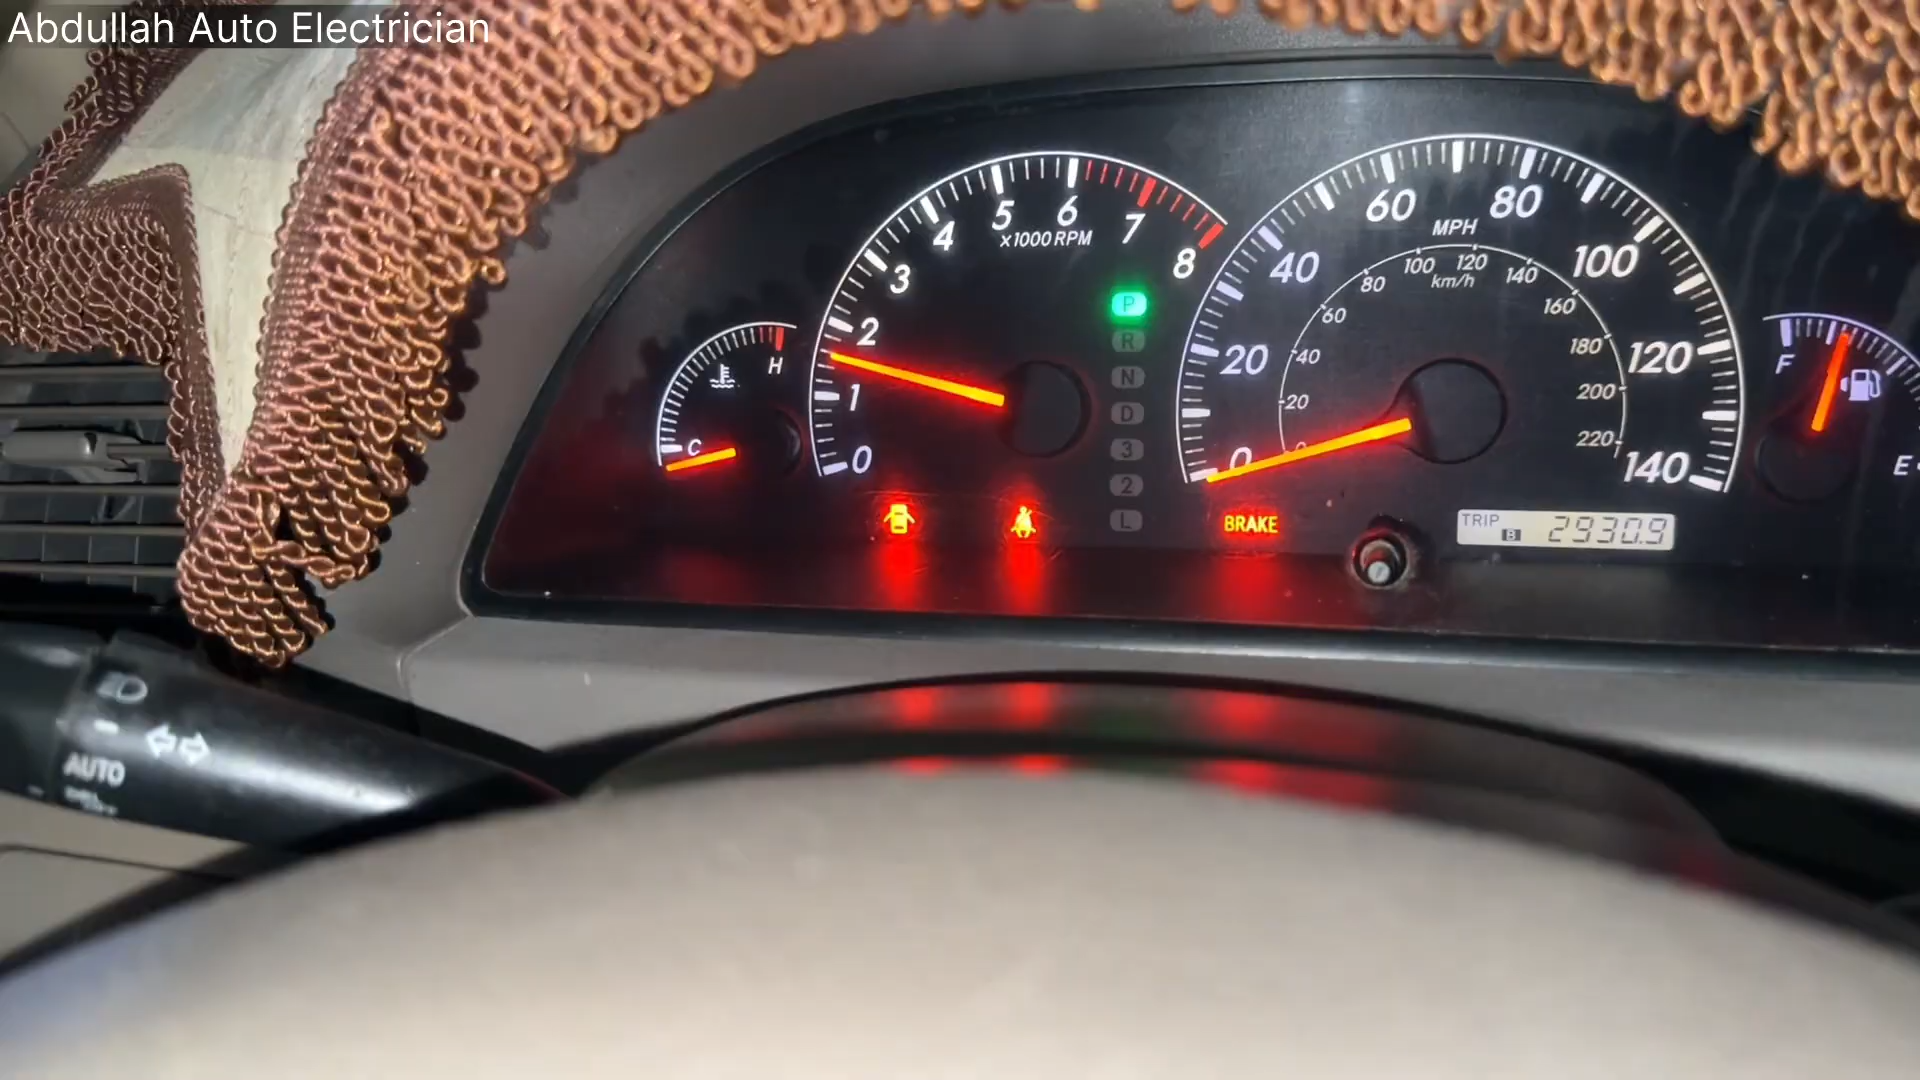 Abdullah Auto Electrician
H
C
0
1
2
3
4
5
6
7
8
x1000 RPM
P
R
N
D
3
2
L
0
20
40
60
80
100
120
140
MPH
km/h
0
20
40
60
80
100
120
140
160
180
200
220
F
E
BRAKE
TRIP
B
2930.9
AUTO